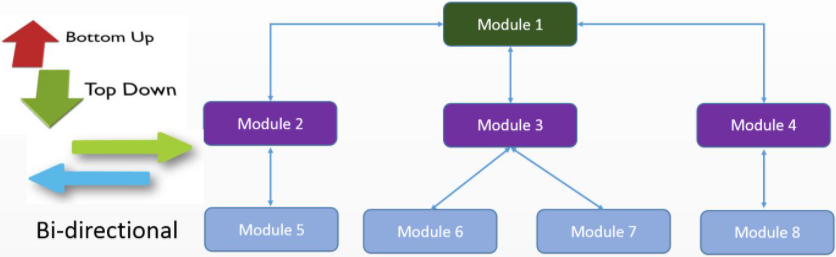 Bottom Up
Top Down
Bi-directional
Module 1
Module 2
Module 3
Module 4
Module 5
Module 6
Module 7
Module 8